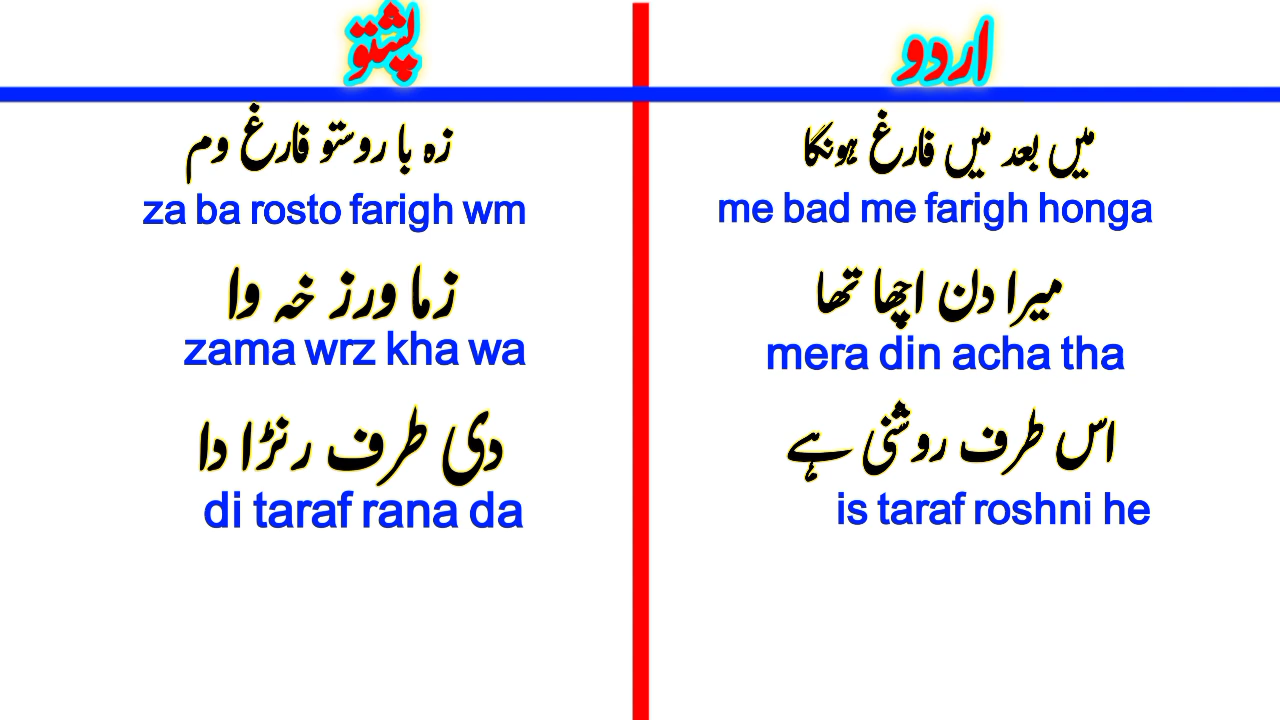 اردو
پشتو
میں بعد میں فارغ ہونگا
زہ با روستو فارغ وم
me bad me farigh honga
za ba rosto farigh wm
میرا دن اچھا تھا
زما ورز خہ وا
mera din acha tha
zama wrz kha wa
اس طرف روشنی ہے
دی طرف رنڑا دا
is taraf roshni he
di taraf rana da